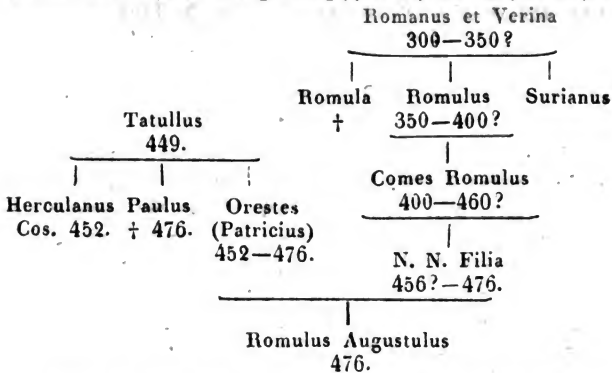 Romanus et Verina
300—350?
Romula Romulus Surianus
† 350—400?
Tatullus
449.
Comes Romulus
400—460?
Herculanus Paulus Orestes
Cos. 452. † 476. (Patricius)
452—476.
N. N. Filia
456?—476.
Romulus Augustulus
476.